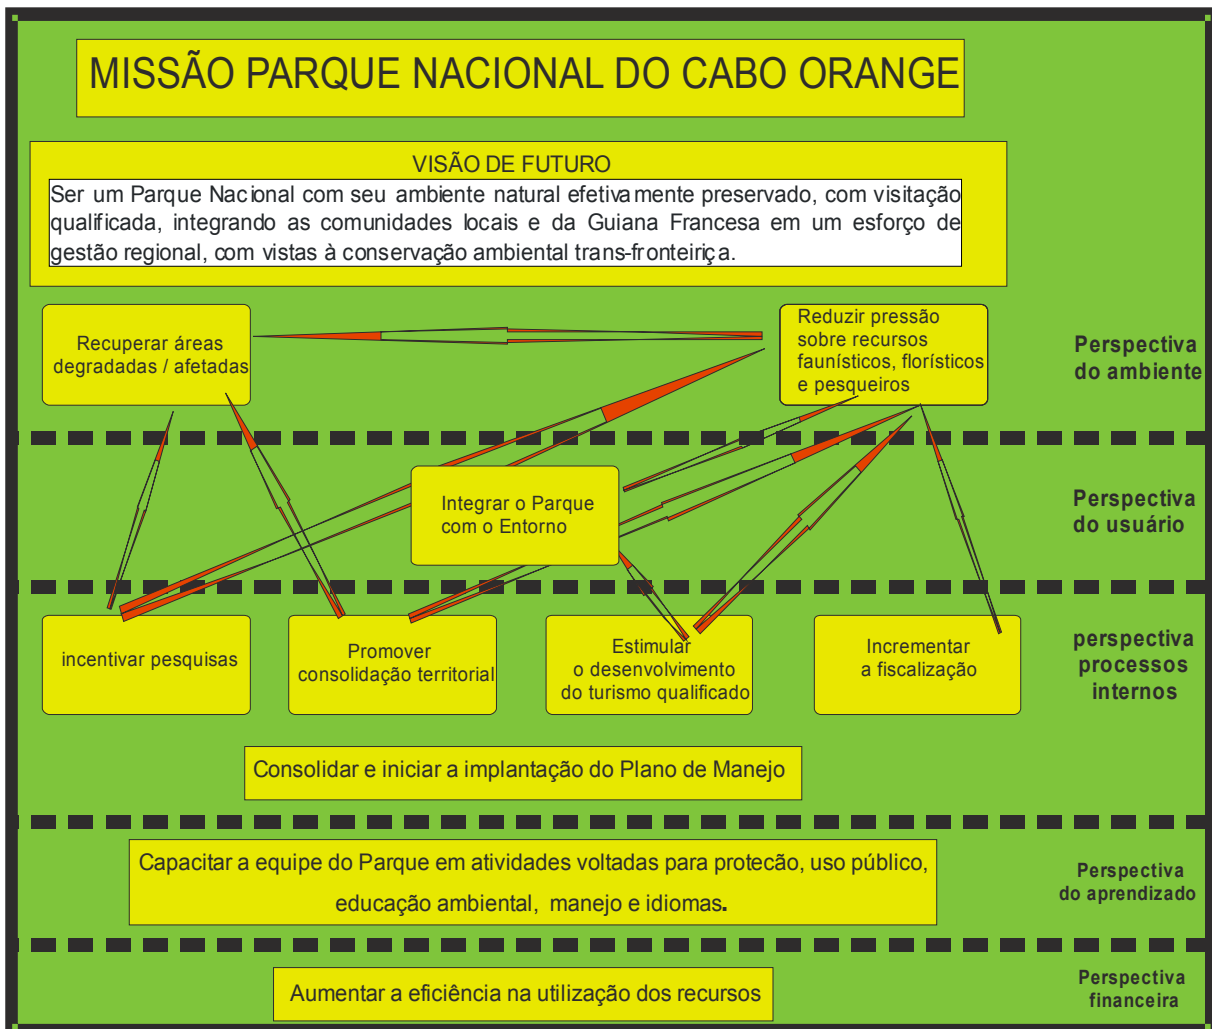 MISSÃO PARQUE NACIONAL DO CABO ORANGE
VISÃO DE FUTURO
Ser um Parque Nacional com seu ambiente natural efetivamente preservado, com visitação
qualificada, integrando as comunidades locais e da Guiana Francesa em um esforço de
gestão regional, com vistas à conservação ambiental trans-fronteiriça.
Recuperar áreas
degradadas / afetadas
Reduzir pressão
sobre recursos
faunísticos, florísticos
e pesqueiros
Perspectiva
do ambiente
Integrar o Parque
com o Entorno
Perspectiva
do usuário
incentivar pesquisas
Promover
consolidação territorial
Estimular
o desenvolvimento
do turismo qualificado
Incrementar
a fiscalização
perspectiva
processos
internos
Consolidar e iniciar a implantação do Plano de Manejo
Capacitar a equipe do Parque em atividades voltadas para protecão, uso público,
educação ambiental, manejo e idiomas.
Perspectiva
do aprendizado
Aumentar a eficiência na utilização dos recursos
Perspectiva
financeira